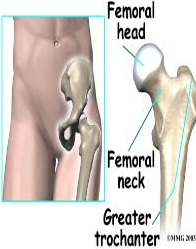 Femoral
head
Femoral
neck
Greater
trochanter
©MMG 2003